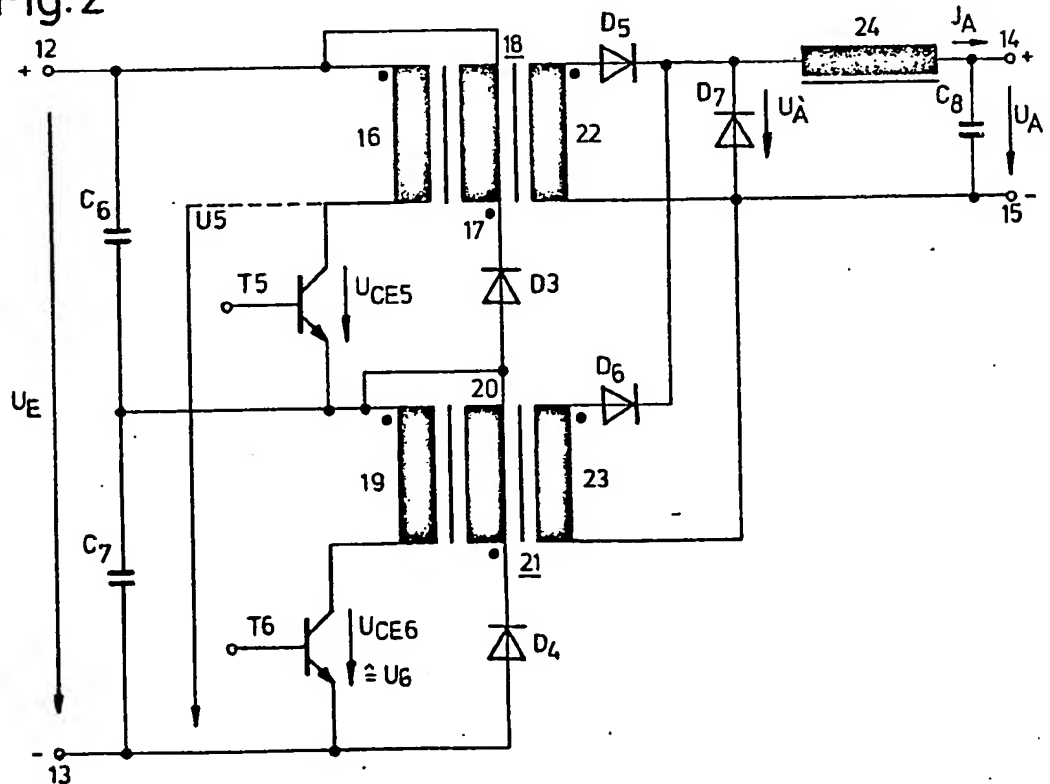 Fig. 2
12
+
18
D5
24
JA
14
+
16
22
D7
UA`
C8
UA
C6
U5
17
15
-
T5
UCE5
D3
UE
20
D6
19
23
C7
21
T6
UCE6
≙ U6
D4
-
13